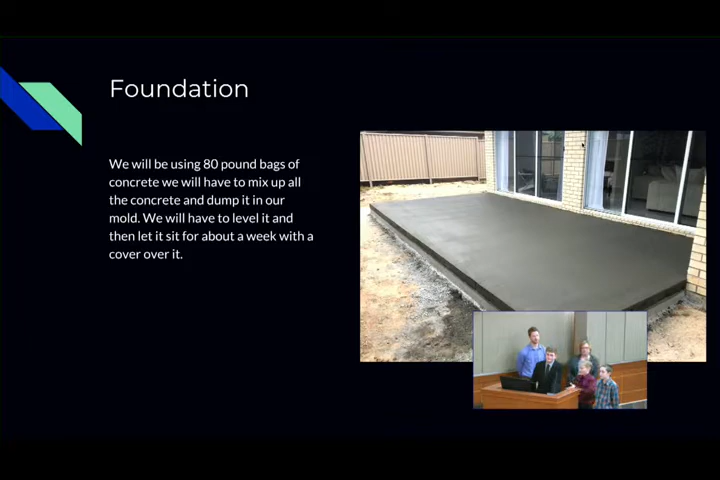 Foundation
We will be using 80 pound bags of
concrete we will have to mix up all
the concrete and dump it in our
mold. We will have to level it and
then let it sit for about a week with a
cover over it.